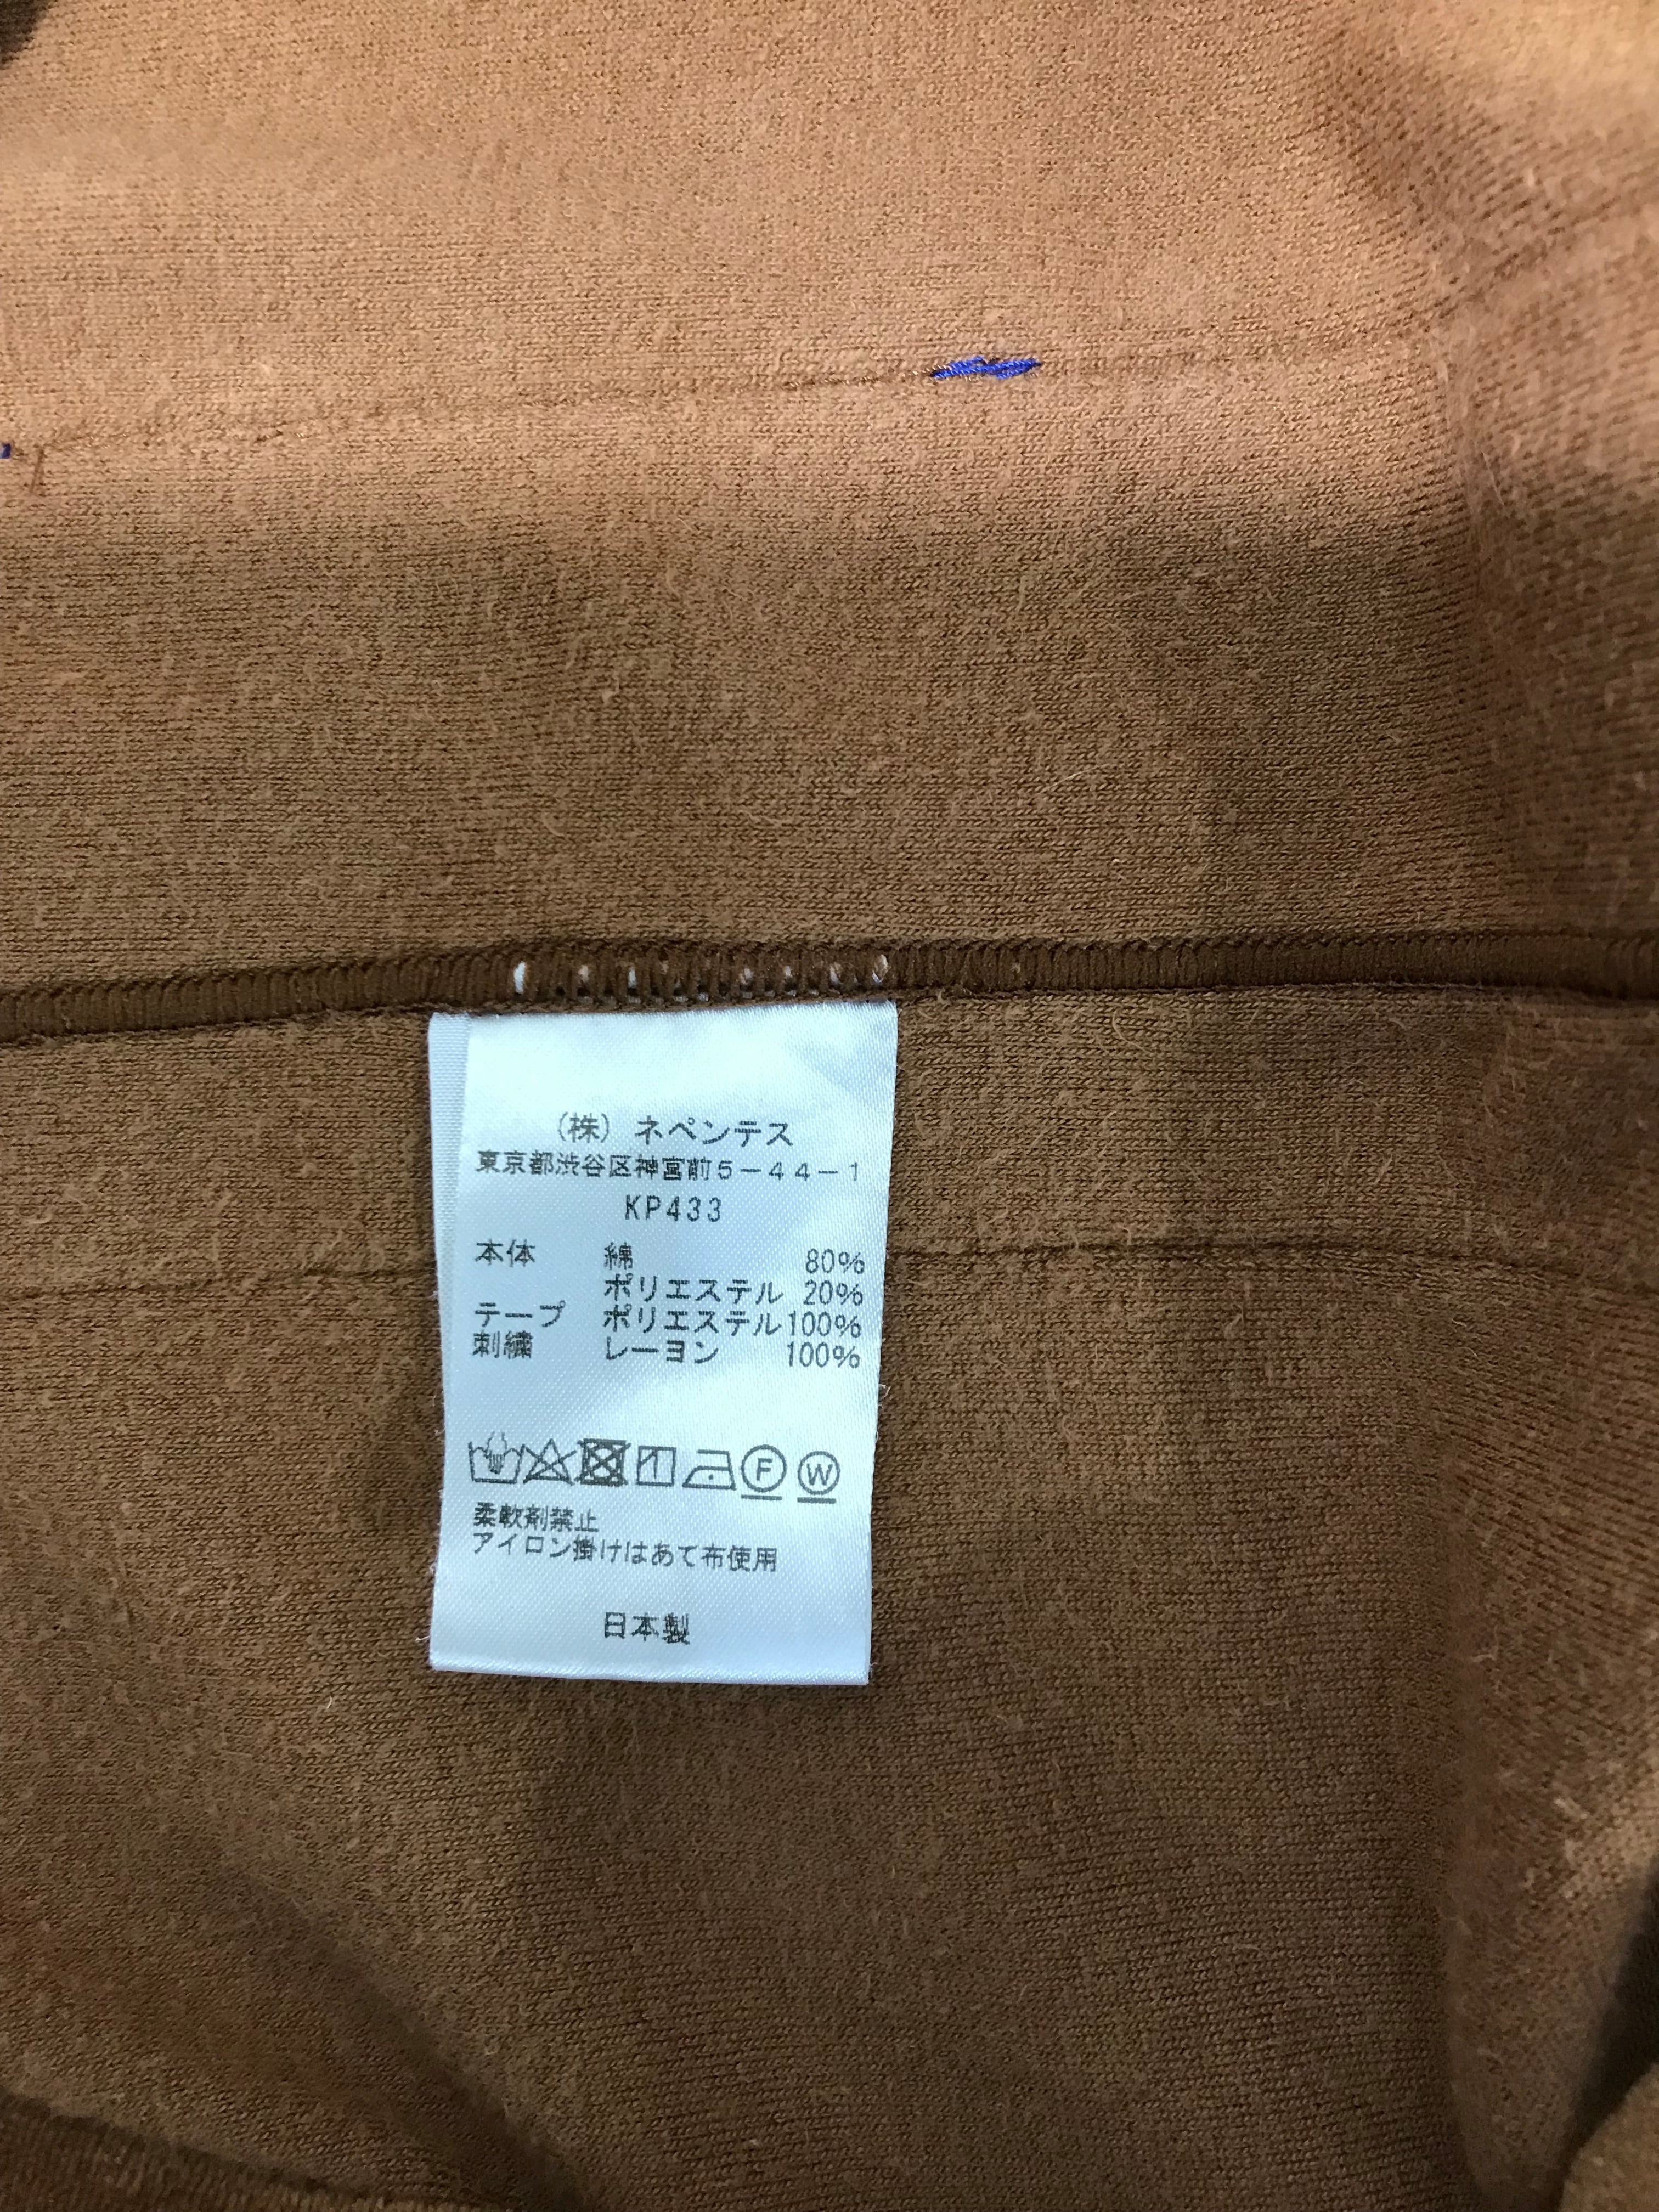 （株）ネペンテス
東京都渋谷区神宮前５－４４－１
KP433
本体 綿 80%
ポリエステル 20%
テープ ポリエステル 100%
刺繍 レーヨン 100%
F W
柔軟剤禁止
アイロン掛けはあて布使用
日本製